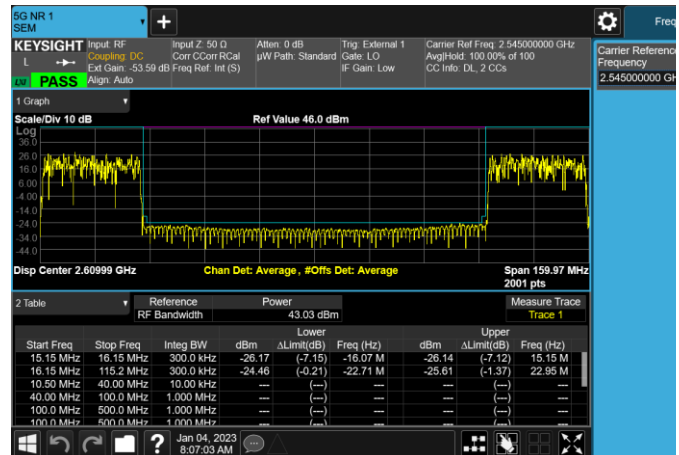 5G NR 1
SEM
Freq
KEYSIGHT Input: RF Input Z: 50 Ω Atten: 0 dB Trig: External 1 Carrier Ref Freq: 2.545000000 GHz
L Coupling: DC Corr CCorr RCal µW Path: Standard Gate: LO Avg|Hold: 100.00% of 100
Ext Gain: -53.59 dB Freq Ref: Int (S) IF Gain: Low CC Info: DL, 2 CCs
LXI PASS Align: Auto
Carrier Reference
Frequency
2.545000000 GH
1 Graph
Scale/Div 10 dB Ref Value 46.0 dBm
Log
36.0
26.0
16.0
6.00
-4.00
-14.0
-24.0
-34.0
-44.0
Disp Center 2.60999 GHz Chan Det: Average, #Offs Det: Average Span 159.97 MHz
2001 pts
2 Table Reference Power Measure Trace
RF Bandwidth 43.03 dBm Trace 1
Lower Upper
Start Freq Stop Freq Integ BW dBm ΔLimit(dB) Freq (Hz) dBm ΔLimit(dB) Freq (Hz)
15.15 MHz 16.15 MHz 300.0 kHz -26.17 (-7.15) -16.07 M -26.14 (-7.12) 15.15 M
16.15 MHz 115.2 MHz 300.0 kHz -24.46 (-0.21) -22.71 M -25.61 (-1.37) 22.95 M
10.50 MHz 40.00 MHz 10.00 kHz --- (---) --- --- (---) ---
40.00 MHz 100.0 MHz 1.000 MHz --- (---) --- --- (---) ---
100.0 MHz 500.0 MHz 1.000 MHz --- (---) --- --- (---) ---
100.0 MHz 500.0 MHz 1.000 MHz --- (---) --- --- (---) ---
? Jan 04, 2023
8:07:03 AM